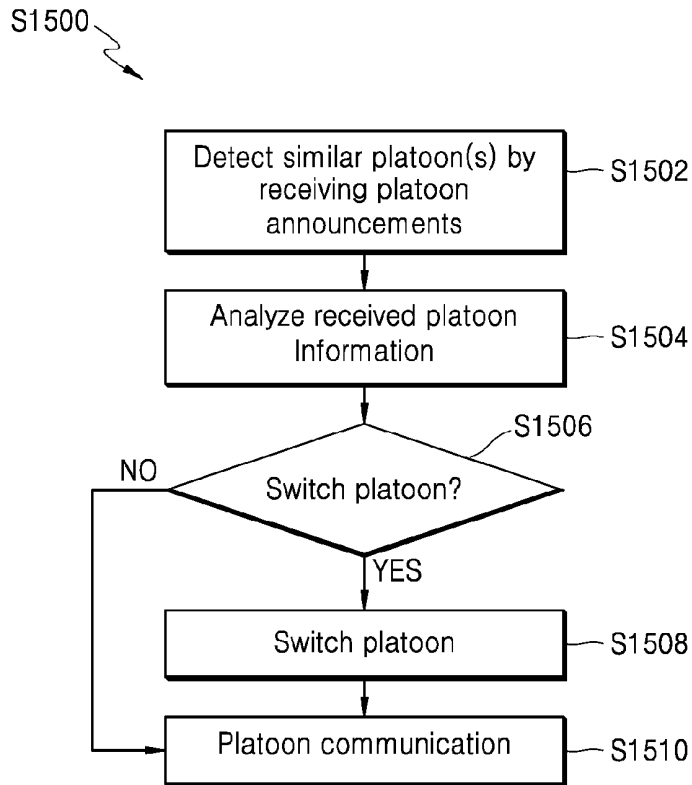 S1500
Detect similar platoon(s) by
receiving platoon
announcements
S1502
Analyze received platoon
Information
S1504
S1506
NO
Switch platoon?
YES
Switch platoon
S1508
Platoon communication
S1510